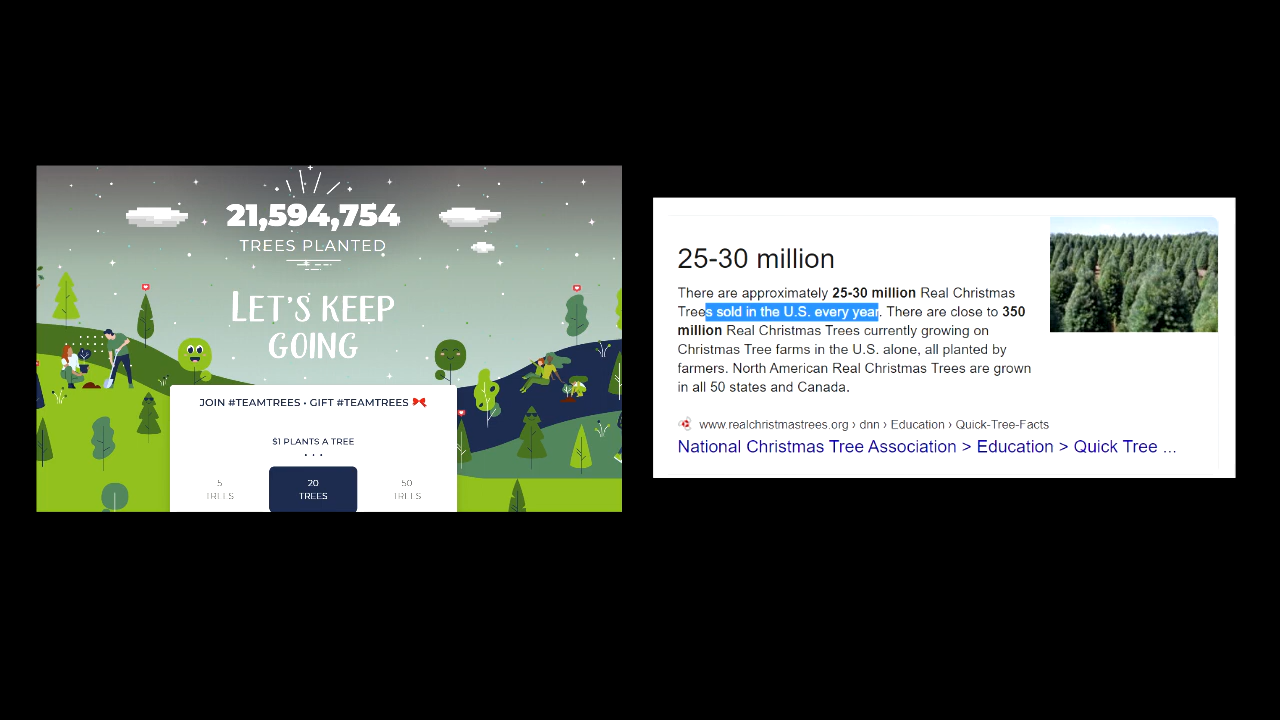 21,594,754
TREES PLANTED
LET'S KEEP
GOING
JOIN #TEAMTREES • GIFT #TEAMTREES
$1 PLANTS A TREE
• • •
5
TREES
20
TREES
50
TREES
25-30 million
There are approximately 25-30 million Real Christmas
Trees sold in the U.S. every year. There are close to 350
million Real Christmas Trees currently growing on
Christmas Tree farms in the U.S. alone, all planted by
farmers. North American Real Christmas Trees are grown
in all 50 states and Canada.
www.realchristmastrees.org › dnn › Education › Quick-Tree-Facts
National Christmas Tree Association > Education > Quick Tree ...